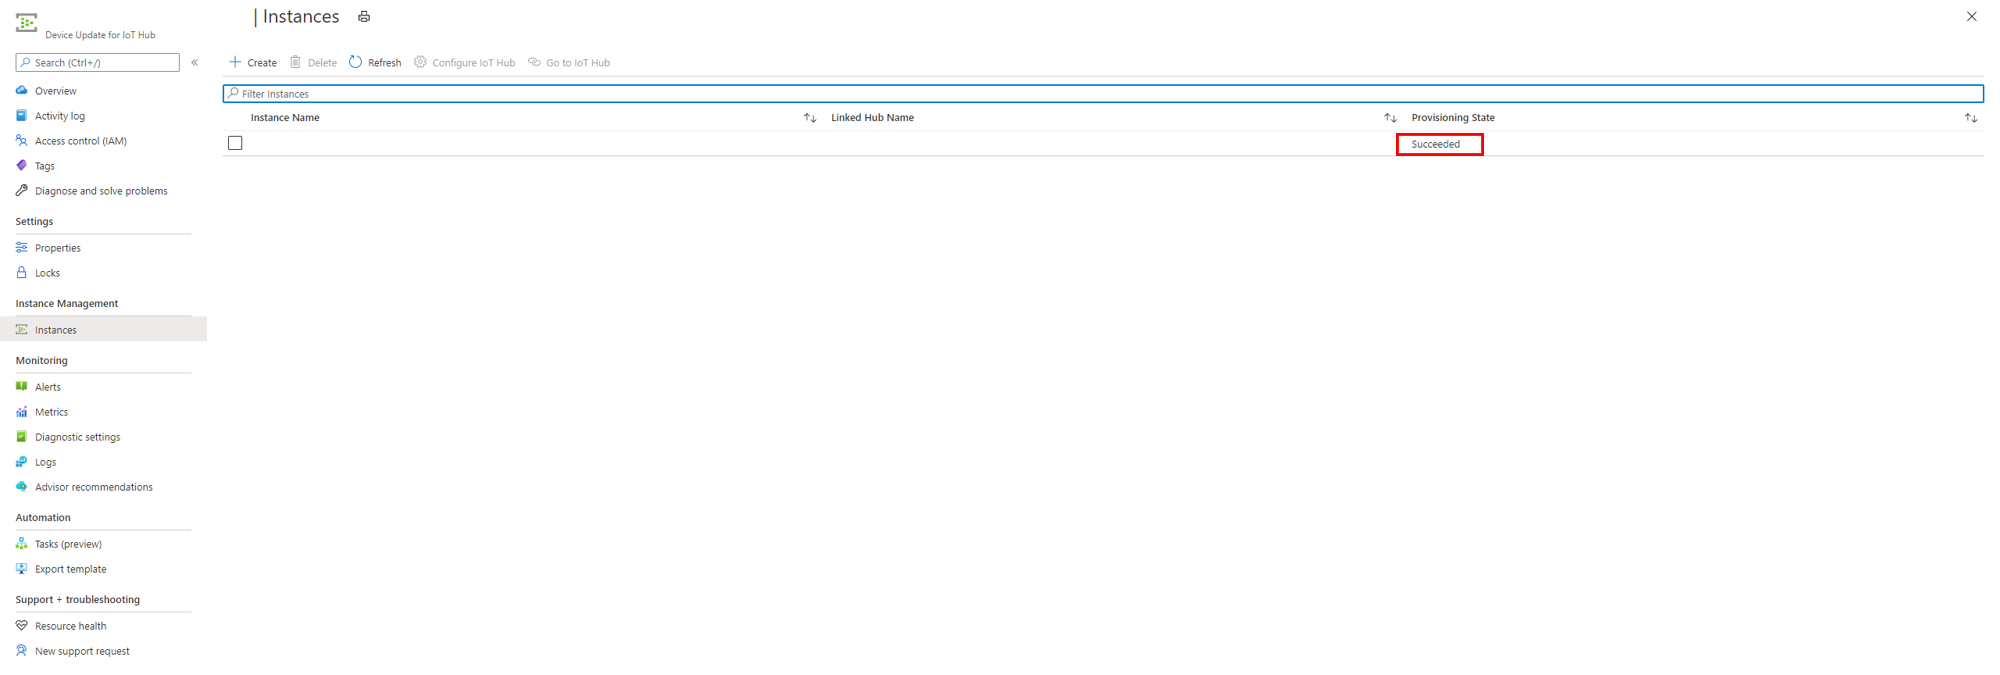 | Instances
Device Update for IoT Hub
Search (Ctrl+/)
«
Overview
Activity log
Access control (IAM)
Tags
Diagnose and solve problems
Settings
Properties
Locks
Instance Management
Instances
Monitoring
Alerts
Metrics
Diagnostic settings
Logs
Advisor recommendations
Automation
Tasks (preview)
Export template
Support + troubleshooting
Resource health
New support request
Create Delete Refresh Configure IoT Hub Go to IoT Hub
Filter Instances
Instance Name Linked Hub Name Provisioning State
Succeeded